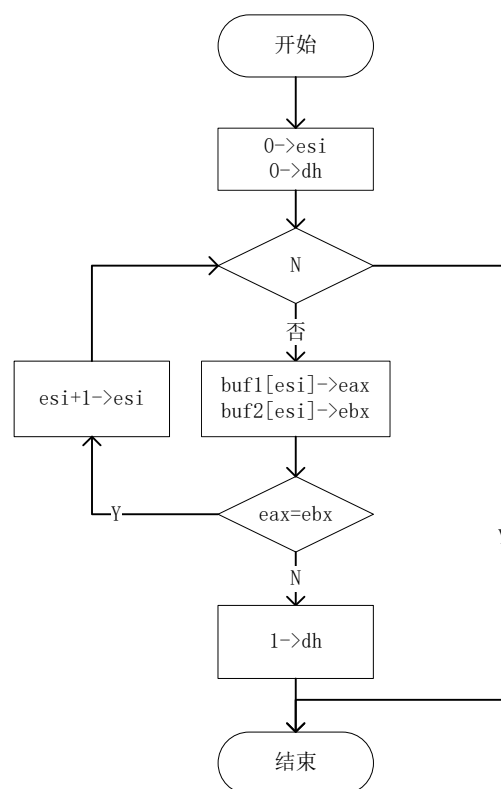 开始
0->esi
0->dh
N
否
buf1[esi]->eax
buf2[esi]->ebx
esi+1->esi
eax=ebx
Y
N
1->dh
结束